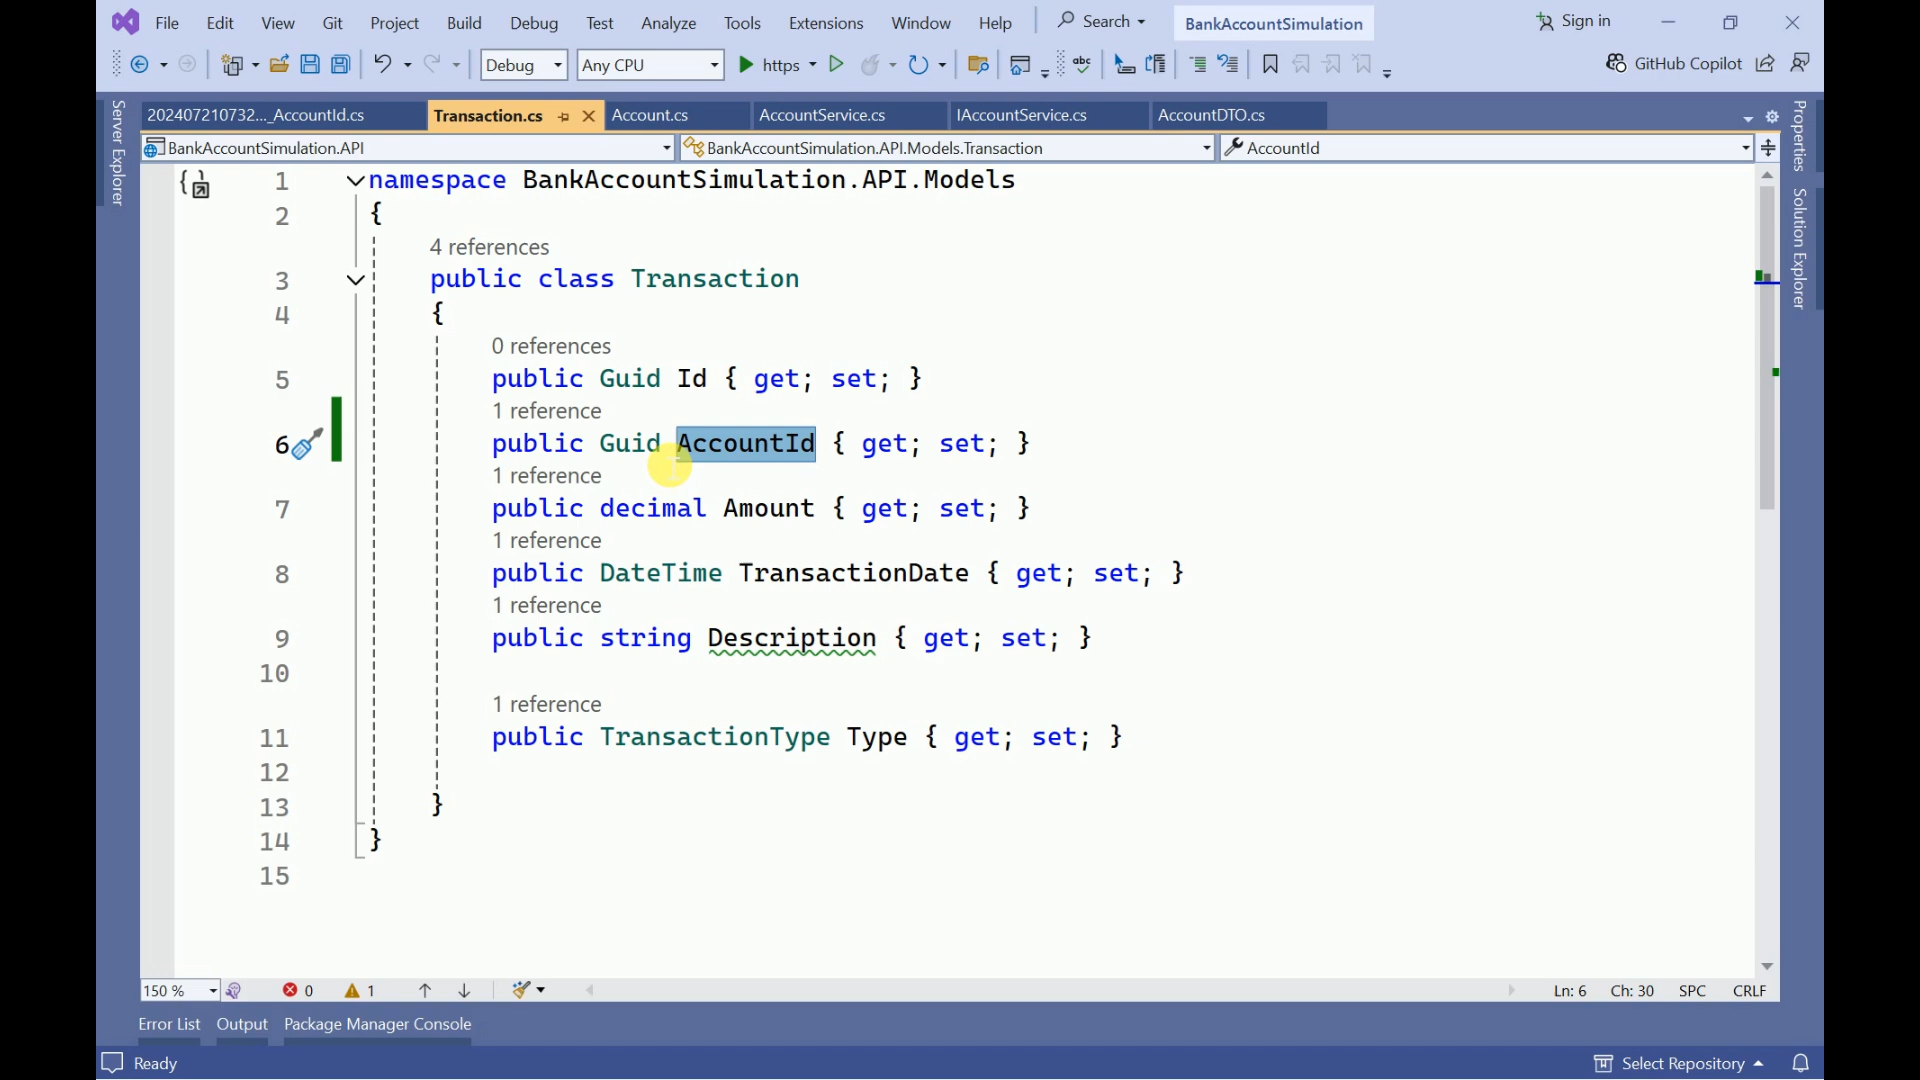 File Edit View Git Project Build Debug Test Analyze Tools Extensions Window Help Search BankAccountSimulation Sign in
Debug Any CPU https abc GitHub Copilot
202407210732..._AccountId.cs Transaction.cs Account.cs AccountService.cs IAccountService.cs AccountDTO.cs
BankAccountSimulation.API BankAccountSimulation.API.Models.Transaction AccountId
Server Explorer
Properties
Solution Explorer
1 namespace BankAccountSimulation.API.Models
2 {
4 references
3 public class Transaction
4 {
0 references
5 public Guid Id { get; set; }
1 reference
6 public Guid AccountId { get; set; }
1 reference
7 public decimal Amount { get; set; }
1 reference
8 public DateTime TransactionDate { get; set; }
1 reference
9 public string Description { get; set; }
10
1 reference
11 public TransactionType Type { get; set; }
12
13 }
14 }
15
150 % 0 1 Ln: 6 Ch: 30 SPC CRLF
Error List Output Package Manager Console
Ready Select Repository